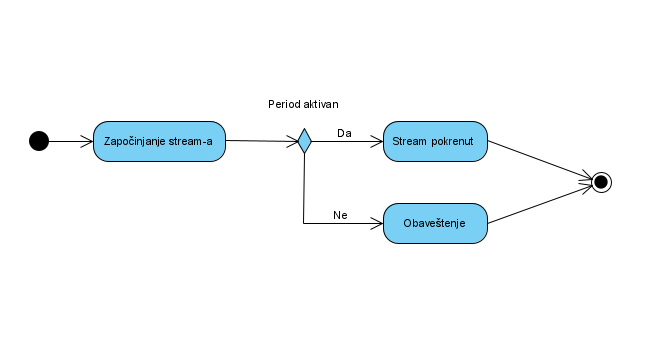 Period aktivan
Započinjanje stream-a
Da
Stream pokrenut
Ne
Obaveštenje